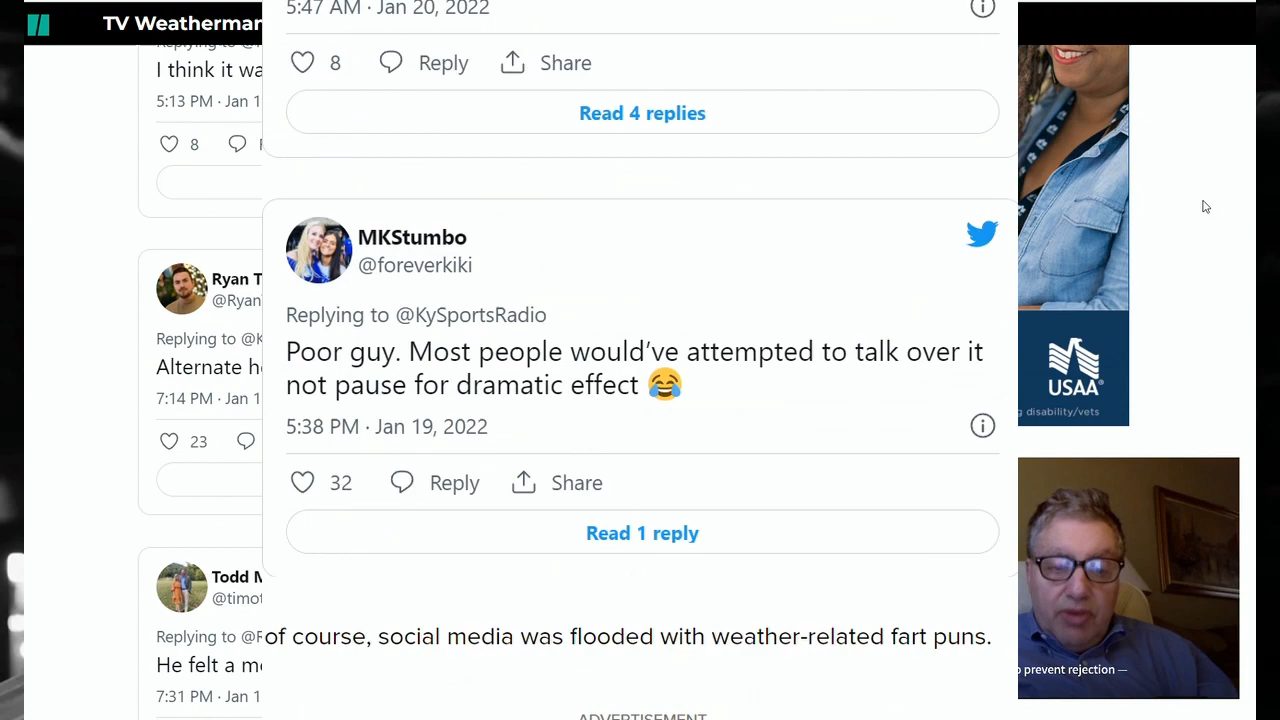 TV Weatherman
5:47 AM · Jan 20, 2022
8 Reply Share
Read 4 replies
I think it wa
5:13 PM · Jan 1
8
MKStumbo
@foreverkiki
Replying to @KySportsRadio
Poor guy. Most people would've attempted to talk over it
not pause for dramatic effect 😂
5:38 PM · Jan 19, 2022
32 Reply Share
Read 1 reply
Ryan T
@Ryan
Replying to @K
Alternate he
7:14 PM · Jan 1
23
Todd M
@timot
Replying to @R
He felt a me
7:31 PM · Jan 1
of course, social media was flooded with weather-related fart puns.
ADVERTISEMENT
USAA®
g disability/vets
o prevent rejection —